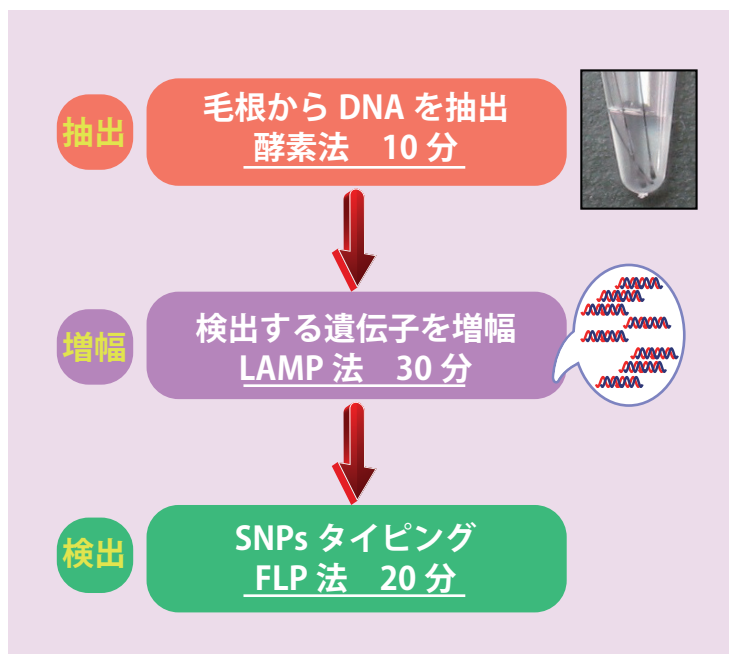 抽出
毛根から DNA を抽出
酵素法　10 分
増幅
検出する遺伝子を増幅
LAMP 法　30 分
検出
SNPs タイピング
FLP 法　20 分